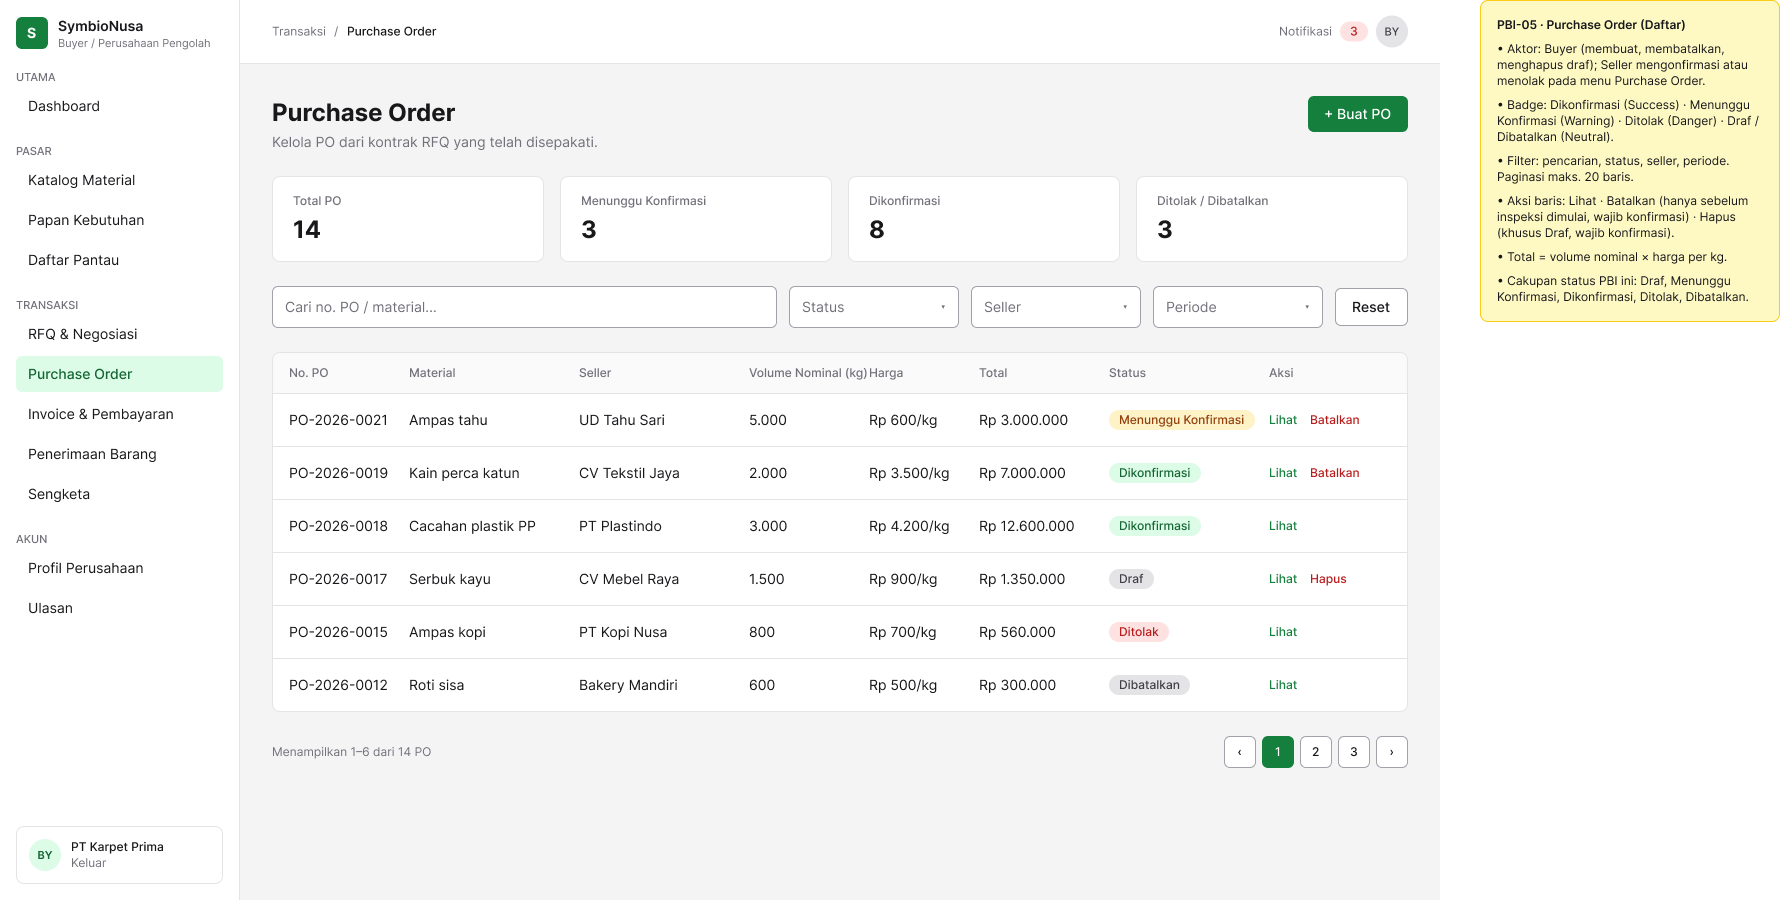 S
SymbioNusa
Buyer / Perusahaan Pengolah
UTAMA
Dashboard
PASAR
Katalog Material
Papan Kebutuhan
Daftar Pantau
TRANSAKSI
RFQ & Negosiasi
Purchase Order
Invoice & Pembayaran
Penerimaan Barang
Sengketa
AKUN
Profil Perusahaan
Ulasan
BY
PT Karpet Prima
Keluar
Transaksi / Purchase Order
Notifikasi 3 BY
Purchase Order
Kelola PO dari kontrak RFQ yang telah disepakati.
+ Buat PO
Total PO
14
Menunggu Konfirmasi
3
Dikonfirmasi
8
Ditolak / Dibatalkan
3
Cari no. PO / material... Status Seller Periode Reset
No. PO Material Seller Volume Nominal (kg) Harga Total Status Aksi
PO-2026-0021 Ampas tahu UD Tahu Sari 5.000 Rp 600/kg Rp 3.000.000 Menunggu Konfirmasi Lihat Batalkan
PO-2026-0019 Kain perca katun CV Tekstil Jaya 2.000 Rp 3.500/kg Rp 7.000.000 Dikonfirmasi Lihat Batalkan
PO-2026-0018 Cacahan plastik PP PT Plastindo 3.000 Rp 4.200/kg Rp 12.600.000 Dikonfirmasi Lihat
PO-2026-0017 Serbuk kayu CV Mebel Raya 1.500 Rp 900/kg Rp 1.350.000 Draf Lihat Hapus
PO-2026-0015 Ampas kopi PT Kopi Nusa 800 Rp 700/kg Rp 560.000 Ditolak Lihat
PO-2026-0012 Roti sisa Bakery Mandiri 600 Rp 500/kg Rp 300.000 Dibatalkan Lihat
Menampilkan 1–6 dari 14 PO
‹ 1 2 3 ›
PBI-05 · Purchase Order (Daftar)
• Aktor: Buyer (membuat, membatalkan,
menghapus draf); Seller mengonfirmasi atau
menolak pada menu Purchase Order.
• Badge: Dikonfirmasi (Success) · Menunggu
Konfirmasi (Warning) · Ditolak (Danger) · Draf /
Dibatalkan (Neutral).
• Filter: pencarian, status, seller, periode.
Paginasi maks. 20 baris.
• Aksi baris: Lihat · Batalkan (hanya sebelum
inspeksi dimulai, wajib konfirmasi) · Hapus
(khusus Draf, wajib konfirmasi).
• Total = volume nominal × harga per kg.
• Cakupan status PBI ini: Draf, Menunggu
Konfirmasi, Dikonfirmasi, Ditolak, Dibatalkan.